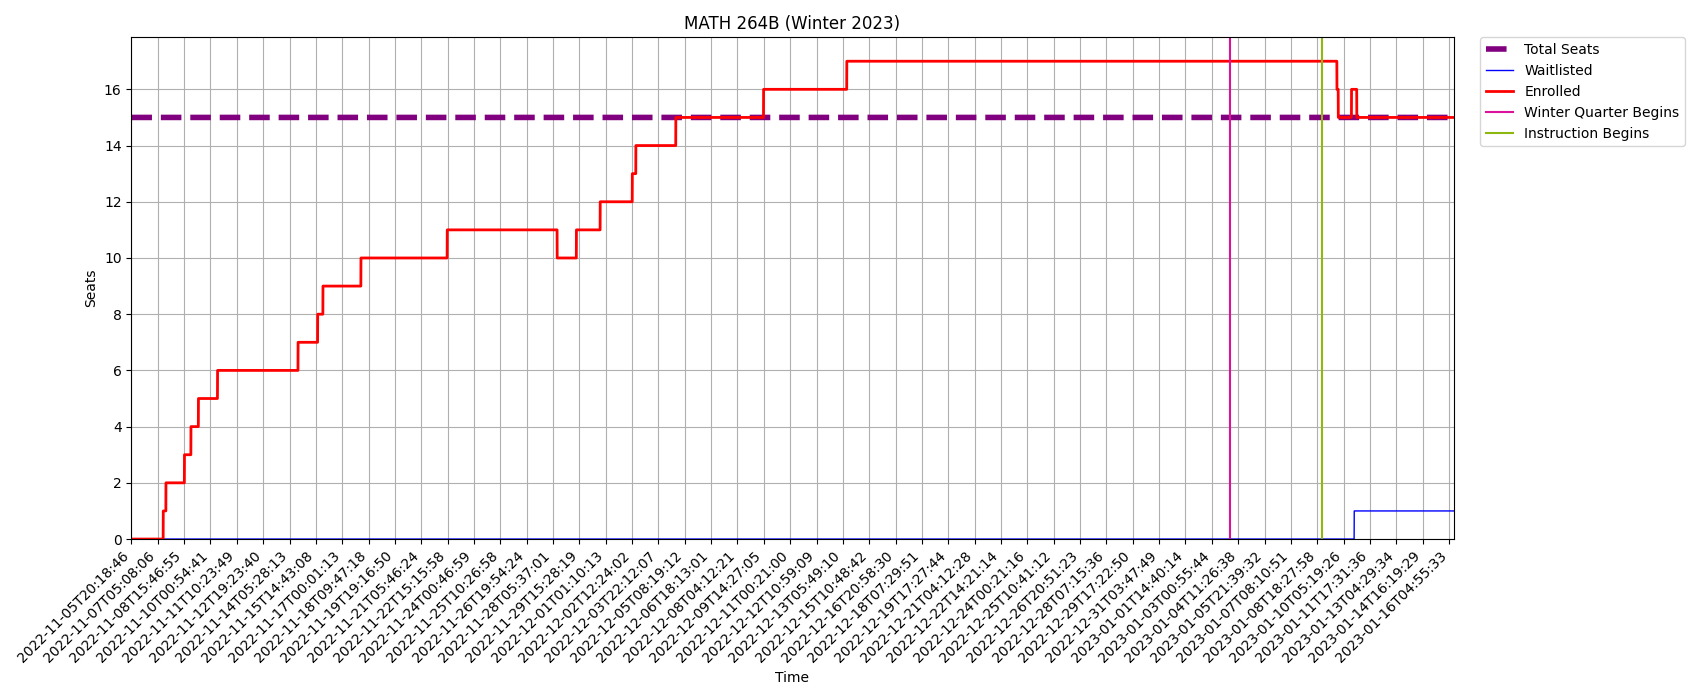 MATH 264B (Winter 2023)
Total Seats
Waitlisted
Enrolled
Winter Quarter Begins
Instruction Begins
Seats
16
14
12
10
8
6
4
2
0
2022-11-05T20:18:46
2022-11-07T05:08:06
2022-11-08T15:46:55
2022-11-10T00:54:41
2022-11-11T10:23:49
2022-11-12T19:23:40
2022-11-14T05:28:13
2022-11-15T14:43:08
2022-11-17T00:01:13
2022-11-18T09:47:18
2022-11-19T19:16:50
2022-11-21T05:46:24
2022-11-22T15:15:58
2022-11-24T00:46:59
2022-11-25T10:26:58
2022-11-26T19:54:24
2022-11-28T05:37:01
2022-11-29T15:28:19
2022-12-01T01:10:13
2022-12-02T12:24:02
2022-12-03T22:12:07
2022-12-05T08:19:12
2022-12-06T18:13:01
2022-12-08T04:12:21
2022-12-09T14:27:05
2022-12-11T00:21:00
2022-12-12T10:59:09
2022-12-13T05:49:10
2022-12-15T10:48:42
2022-12-16T20:58:30
2022-12-18T07:29:51
2022-12-19T17:27:44
2022-12-21T04:12:28
2022-12-22T14:21:14
2022-12-24T00:21:16
2022-12-25T10:41:12
2022-12-26T20:51:23
2022-12-28T07:15:36
2022-12-29T17:22:50
2022-12-31T03:47:49
2023-01-01T14:40:14
2023-01-03T00:55:44
2023-01-04T11:26:38
2023-01-05T21:39:32
2023-01-07T08:10:51
2023-01-08T18:27:58
2023-01-10T05:19:26
2023-01-11T17:31:36
2023-01-13T04:29:34
2023-01-14T16:19:29
2023-01-16T04:55:33
Time